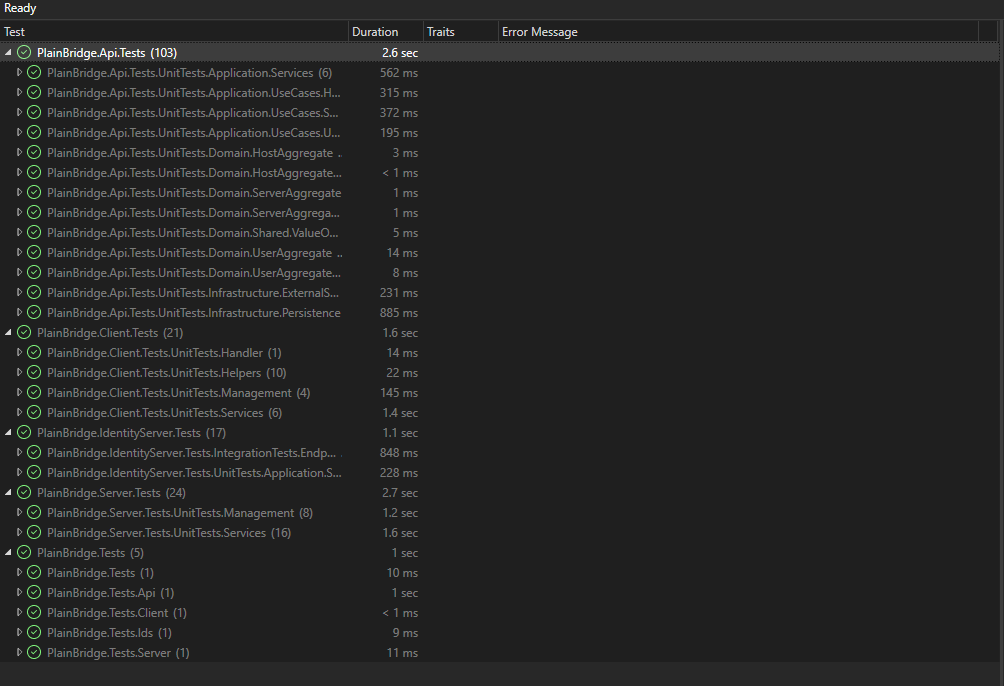 Ready
Test Duration Traits Error Message
PlainBridge.Api.Tests (103) 2.6 sec
PlainBridge.Api.Tests.UnitTests.Application.Services (6) 562 ms
PlainBridge.Api.Tests.UnitTests.Application.UseCases.H... 315 ms
PlainBridge.Api.Tests.UnitTests.Application.UseCases.S... 372 ms
PlainBridge.Api.Tests.UnitTests.Application.UseCases.U... 195 ms
PlainBridge.Api.Tests.UnitTests.Domain.HostAggregate .. 3 ms
PlainBridge.Api.Tests.UnitTests.Domain.HostAggregate... < 1 ms
PlainBridge.Api.Tests.UnitTests.Domain.ServerAggregate 1 ms
PlainBridge.Api.Tests.UnitTests.Domain.ServerAggrega... 1 ms
PlainBridge.Api.Tests.UnitTests.Domain.Shared.ValueO... 5 ms
PlainBridge.Api.Tests.UnitTests.Domain.UserAggregate .. 14 ms
PlainBridge.Api.Tests.UnitTests.Domain.UserAggregate... 8 ms
PlainBridge.Api.Tests.UnitTests.Infrastructure.ExternalS... 231 ms
PlainBridge.Api.Tests.UnitTests.Infrastructure.Persistence 885 ms
PlainBridge.Client.Tests (21) 1.6 sec
PlainBridge.Client.Tests.UnitTests.Handler (1) 14 ms
PlainBridge.Client.Tests.UnitTests.Helpers (10) 22 ms
PlainBridge.Client.Tests.UnitTests.Management (4) 145 ms
PlainBridge.Client.Tests.UnitTests.Services (6) 1.4 sec
PlainBridge.IdentityServer.Tests (17) 1.1 sec
PlainBridge.IdentityServer.Tests.IntegrationTests.Endp... 848 ms
PlainBridge.IdentityServer.Tests.UnitTests.Application.S... 228 ms
PlainBridge.Server.Tests (24) 2.7 sec
PlainBridge.Server.Tests.UnitTests.Management (8) 1.2 sec
PlainBridge.Server.Tests.UnitTests.Services (16) 1.6 sec
PlainBridge.Tests (5) 1 sec
PlainBridge.Tests (1) 10 ms
PlainBridge.Tests.Api (1) 1 sec
PlainBridge.Tests.Client (1) < 1 ms
PlainBridge.Tests.Ids (1) 9 ms
PlainBridge.Tests.Server (1) 11 ms